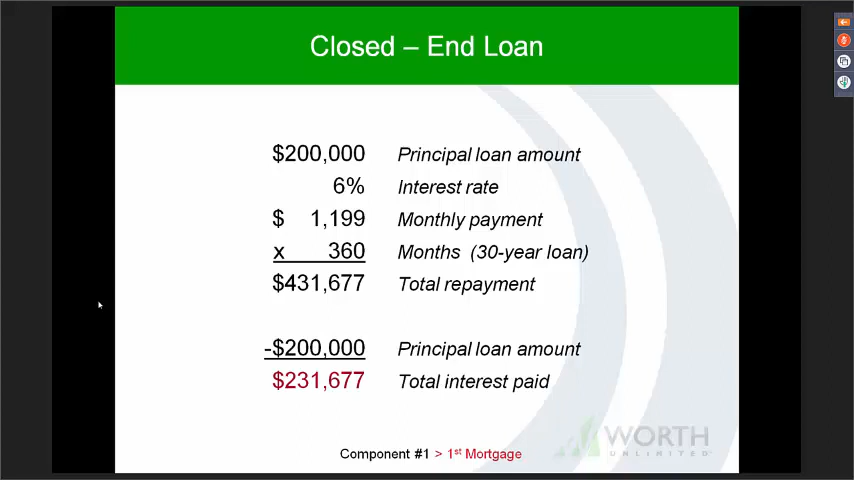 Closed – End Loan
$200,000 Principal loan amount
6% Interest rate
$ 1,199 Monthly payment
x 360 Months (30-year loan)
$431,677 Total repayment
-$200,000 Principal loan amount
$231,677 Total interest paid
WORTH
UNLIMITED
Component #1 > 1st Mortgage